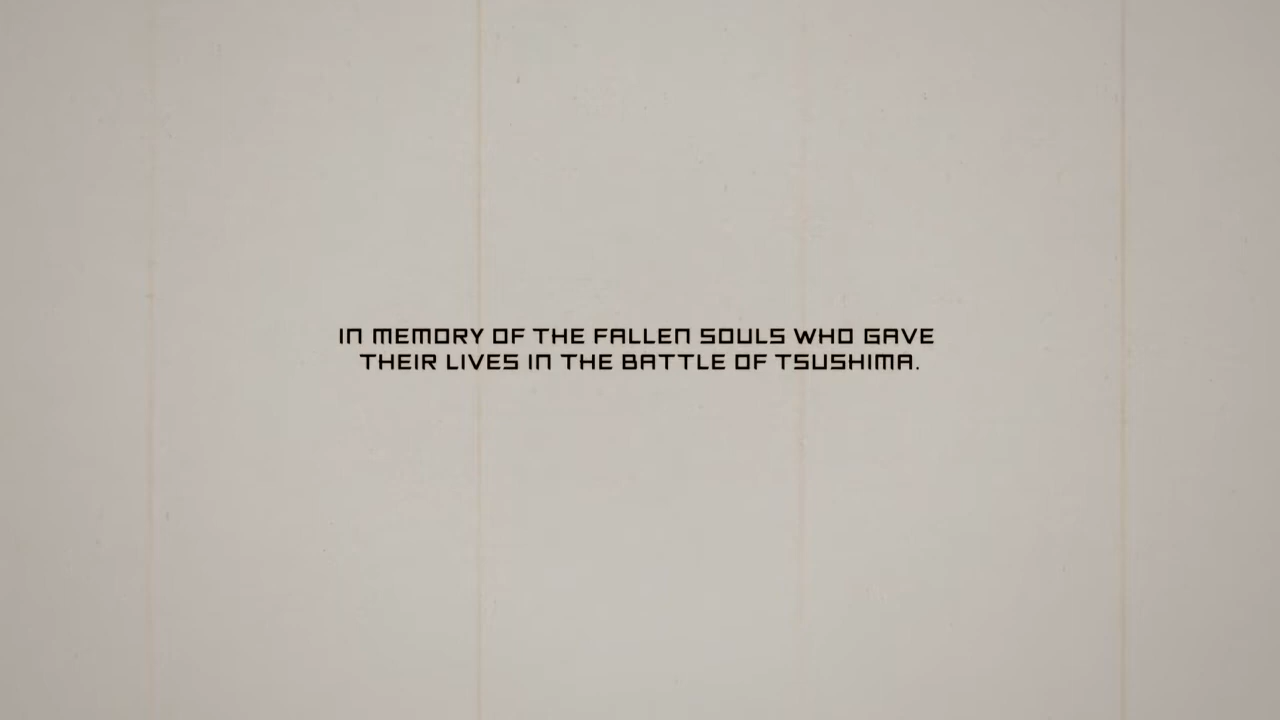 IN MEMORY OF THE FALLEN SOULS WHO GAVE
THEIR LIVES IN THE BATTLE OF TSUSHIMA.